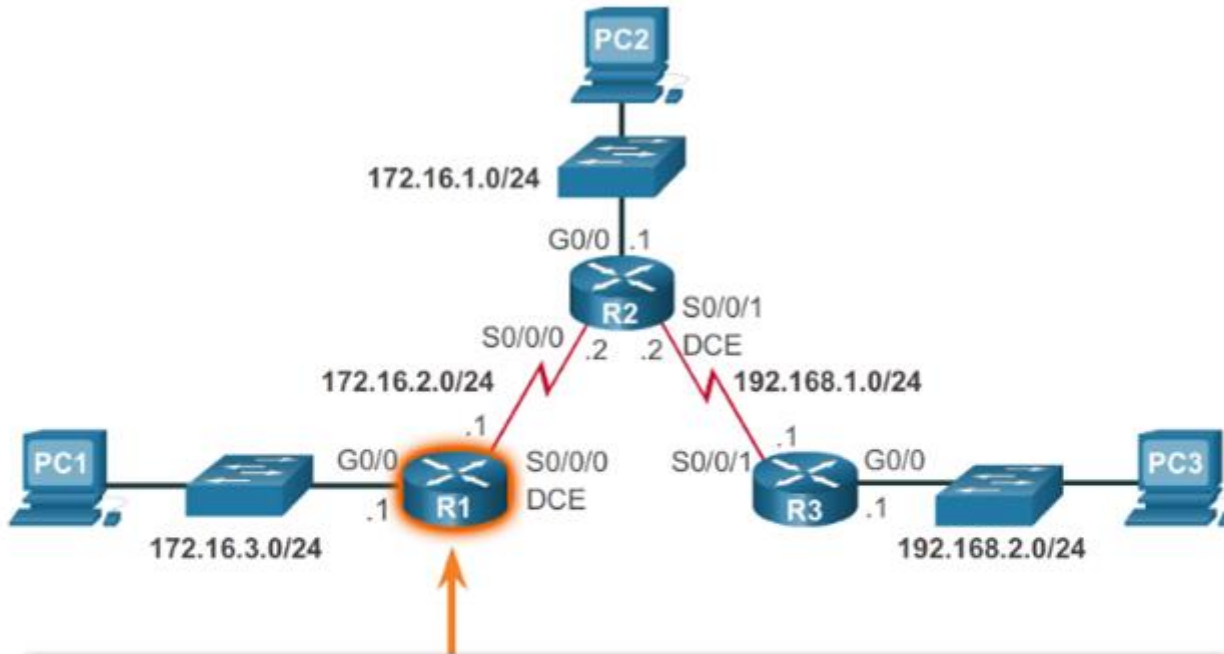 PC2
172.16.1.0/24
G0/0 .1
R2
S0/0/0
S0/0/1
.2 .2 DCE
172.16.2.0/24
192.168.1.0/24
.1
.1
PC1
G0/0
S0/0/0
S0/0/1
G0/0
PC3
.1
R1
DCE
R3
.1
172.16.3.0/24
192.168.2.0/24